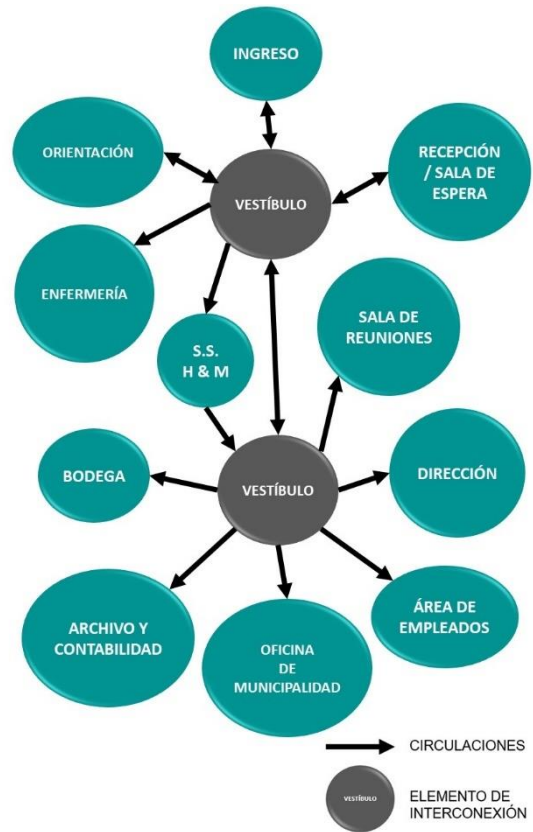 INGRESO
ORIENTACIÓN
VESTÍBULO
RECEPCIÓN
/ SALA DE
ESPERA
ENFERMERÍA
S.S.
H & M
SALA DE
REUNIONES
BODEGA
VESTÍBULO
DIRECCIÓN
ARCHIVO Y
CONTABILIDAD
OFICINA
DE
MUNICIPALIDAD
ÁREA DE
EMPLEADOS
CIRCULACIONES
VESTÍBULO
ELEMENTO DE
INTERCONEXIÓN